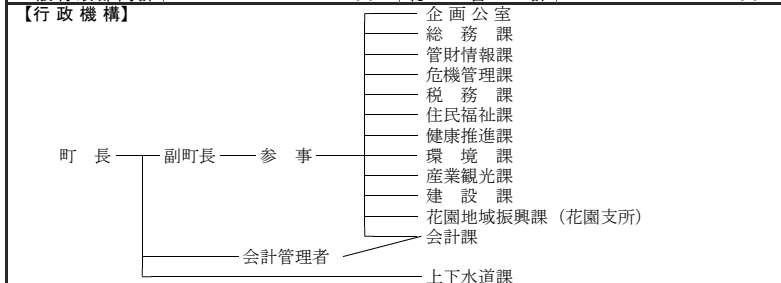 【行 政 機 構】
企 画 公 室
総 務 課
管財情報課
危機管理課
税 務 課
住民福祉課
健康推進課
町 長 副町長 参 事 環 境 課
産業観光課
建 設 課
花園地域振興課（花園支所）
会計課
会計管理者
上下水道課